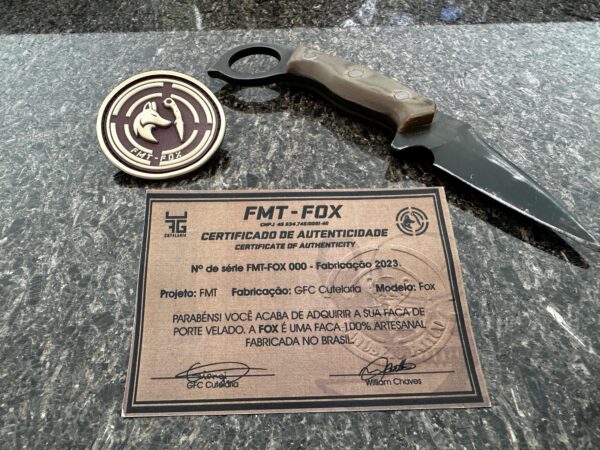 FMT-FOX
FMT-FOX
CUTELARIA
CERTIFICADO DE AUTENTICIDADE
CERTIFICATE OF AUTHENTICITY
Nº de série FMT-FOX 000 - Fabricação 2023.
Projeto: FMT Fabricação: GFC Cutelaria Modelo: Fox
PARABÉNS! VOCÊ ACABA DE ADQUIRIR A SUA FACA DE
PORTE VELADO. A FOX É UMA FACA 100% ARTESANAL
FABRICADA NO BRASIL.
GFC Cutelaria
William Chaves